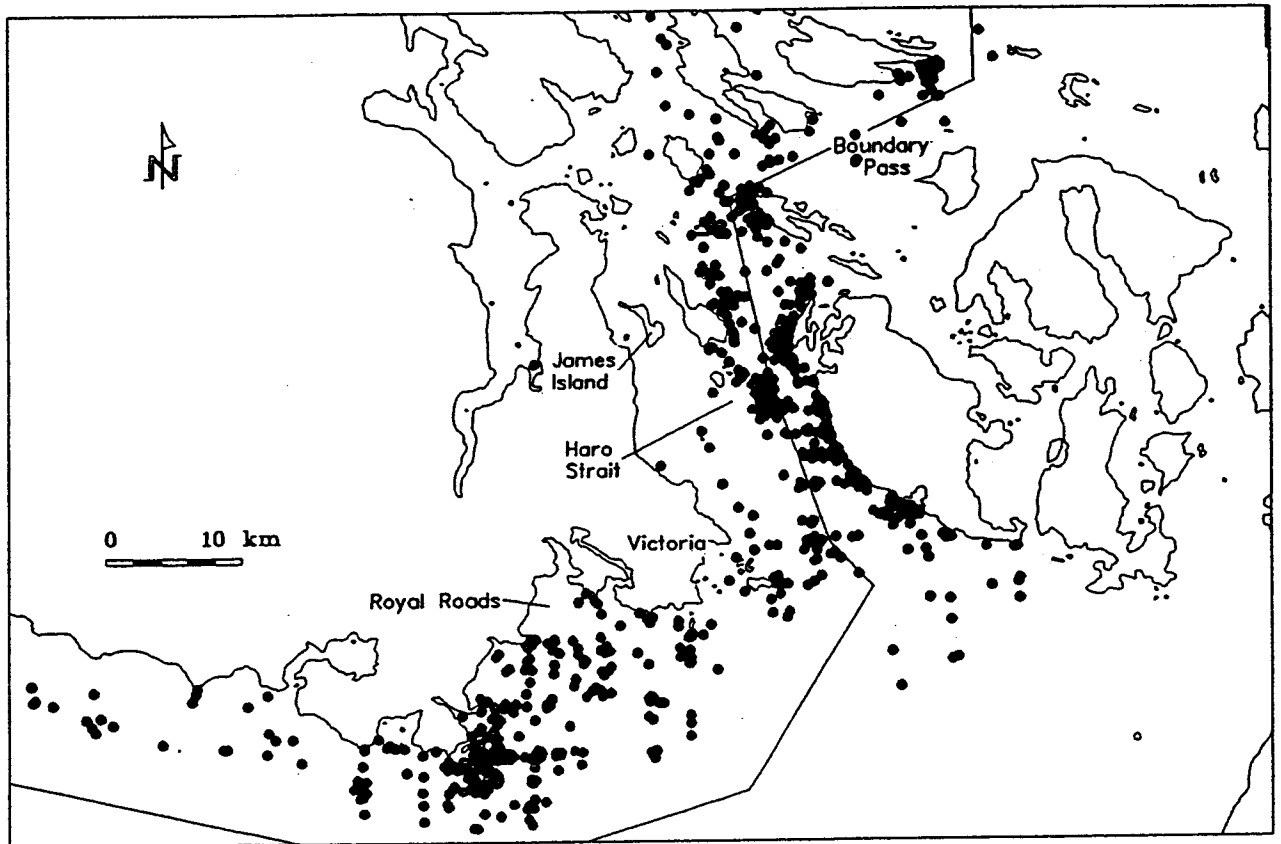 N
Boundary
Pass
James
Island
Haro
Strait
0 10 km
Victoria
Royal Roads